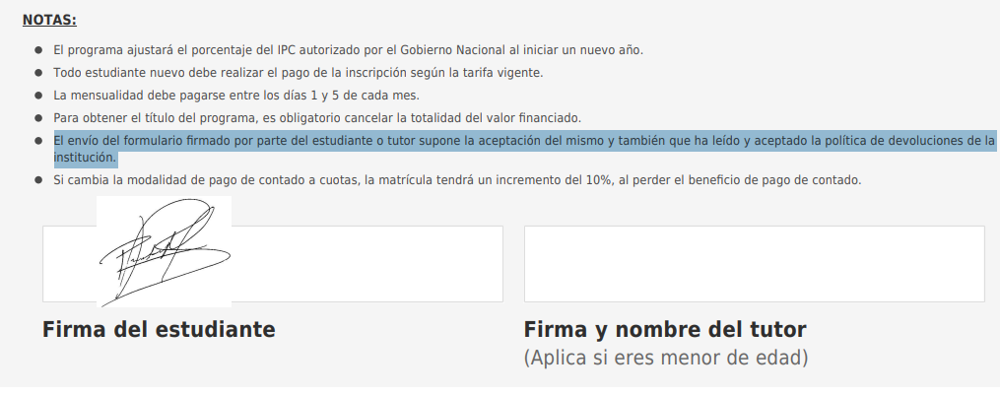 NOTAS:
● El programa ajustará el porcentaje del IPC autorizado por el Gobierno Nacional al iniciar un nuevo año.
● Todo estudiante nuevo debe realizar el pago de la inscripción según la tarifa vigente.
● La mensualidad debe pagarse entre los días 1 y 5 de cada mes.
● Para obtener el título del programa, es obligatorio cancelar la totalidad del valor financiado.
● El envío del formulario firmado por parte del estudiante o tutor supone la aceptación del mismo y también que ha leído y aceptado la política de devoluciones de la
institución.
● Si cambia la modalidad de pago de contado a cuotas, la matrícula tendrá un incremento del 10%, al perder el beneficio de pago de contado.
Firma del estudiante
Firma y nombre del tutor
(Aplica si eres menor de edad)